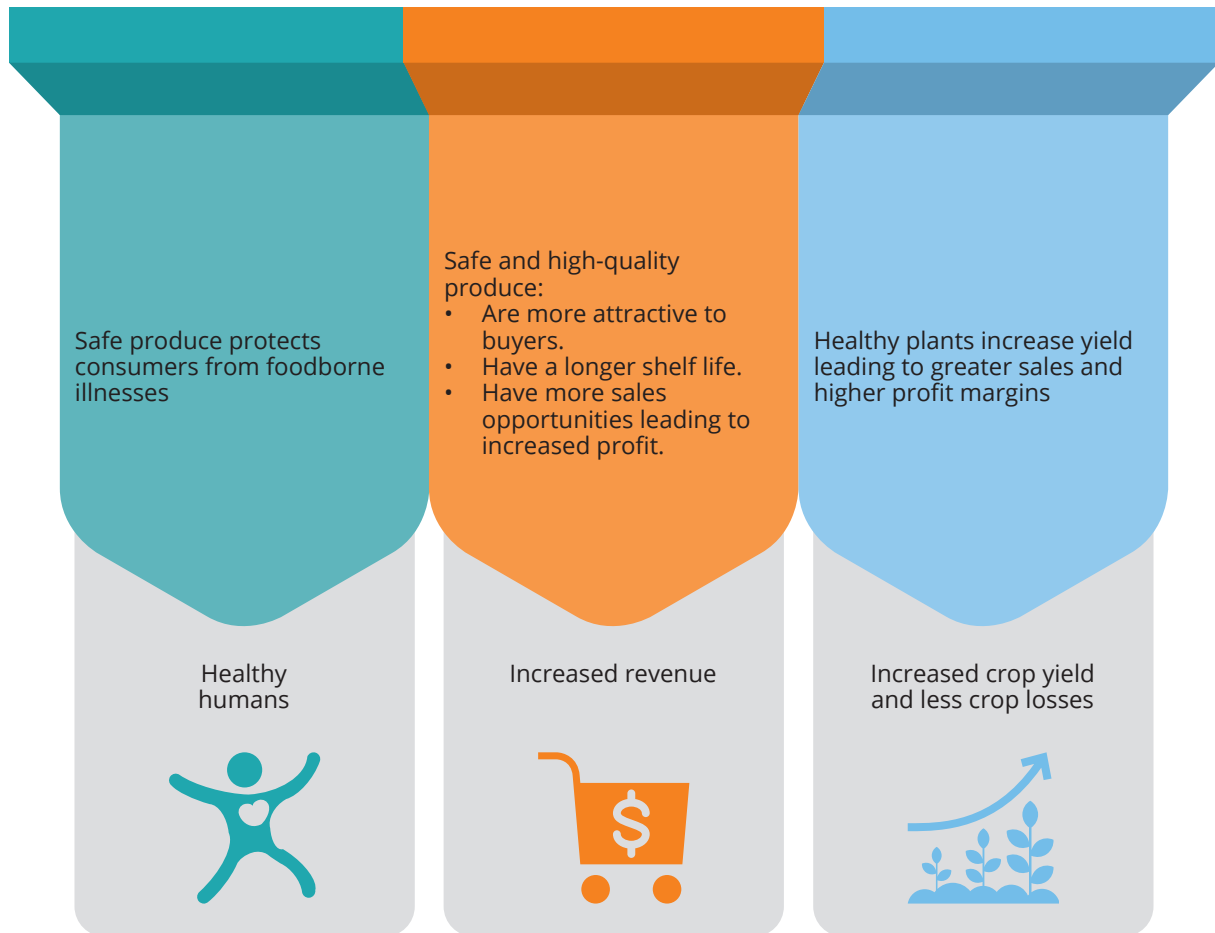 Safe produce protects
consumers from foodborne
illnesses
Safe and high-quality
produce:
• Are more attractive to
buyers.
• Have a longer shelf life.
• Have more sales
opportunities leading to
increased profit.
Healthy plants increase yield
leading to greater sales and
higher profit margins
Healthy
humans
Increased revenue
$
Increased crop yield
and less crop losses